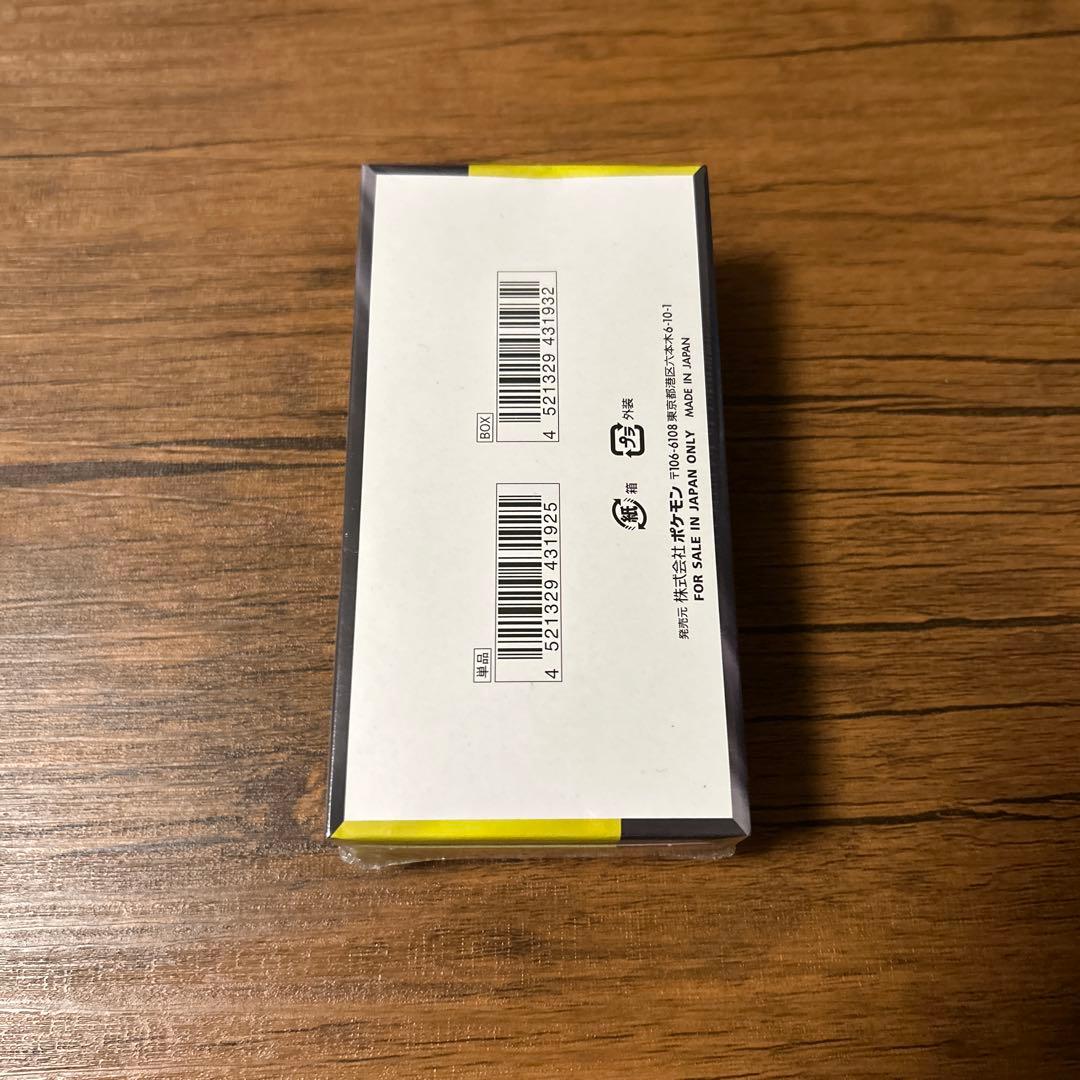 単品
4 521329 431925
BOX
4 521329 431932
紙 箱
プラ 外装
発売元 株式会社 ポケモン 〒106-6108 東京都港区六本木6-10-1
FOR SALE IN JAPAN ONLY MADE IN JAPAN